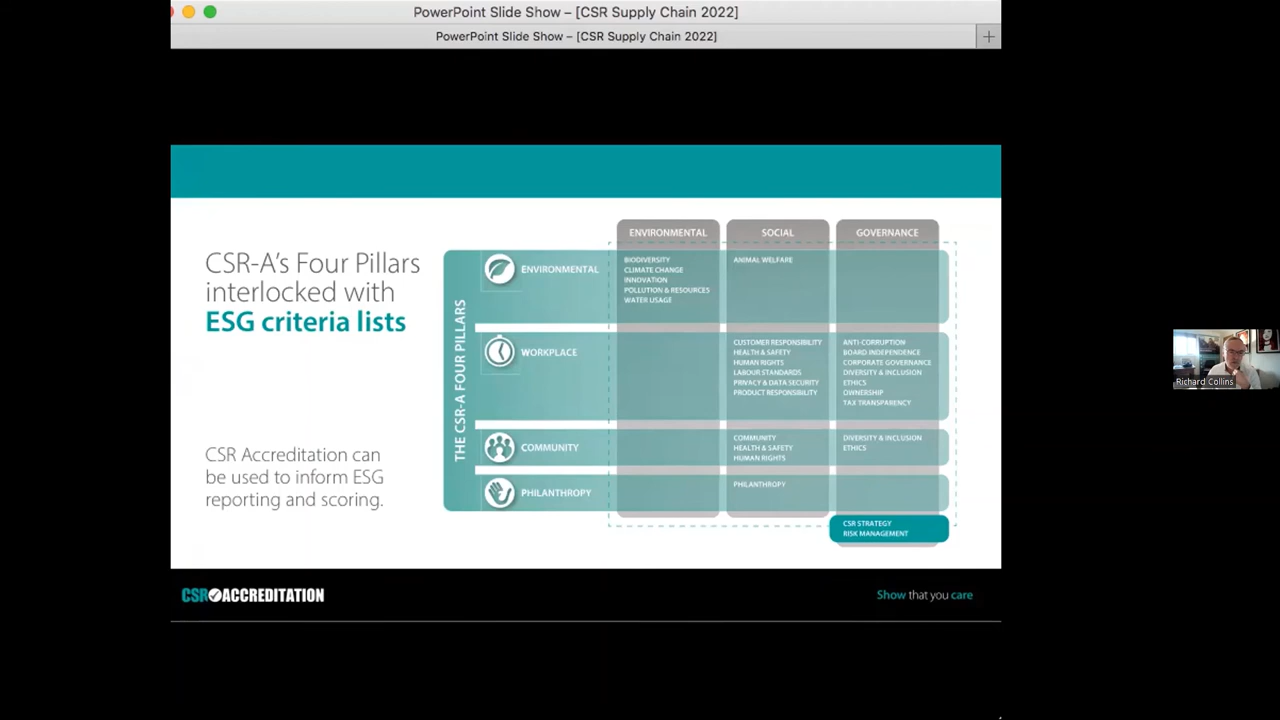 PowerPoint Slide Show – [CSR Supply Chain 2022]
PowerPoint Slide Show – [CSR Supply Chain 2022]
CSR-A's Four Pillars
interlocked with
ESG criteria lists
CSR Accreditation can
be used to inform ESG
reporting and scoring.
THE CSR-A FOUR PILLARS
ENVIRONMENTAL
SOCIAL
GOVERNANCE
ENVIRONMENTAL
BIODIVERSITY
CLIMATE CHANGE
INNOVATION
POLLUTION & RESOURCES
WATER USAGE
ANIMAL WELFARE
WORKPLACE
CUSTOMER RESPONSIBILITY
HEALTH & SAFETY
HUMAN RIGHTS
LABOUR STANDARDS
PRIVACY & DATA SECURITY
PRODUCT RESPONSIBILITY
ANTI-CORRUPTION
BOARD INDEPENDENCE
CORPORATE GOVERNANCE
DIVERSITY & INCLUSION
ETHICS
OWNERSHIP
TAX TRANSPARENCY
COMMUNITY
COMMUNITY
HEALTH & SAFETY
HUMAN RIGHTS
DIVERSITY & INCLUSION
ETHICS
PHILANTHROPY
PHILANTHROPY
CSR STRATEGY
RISK MANAGEMENT
CSR ACCREDITATION
Show that you care
Richard Collins